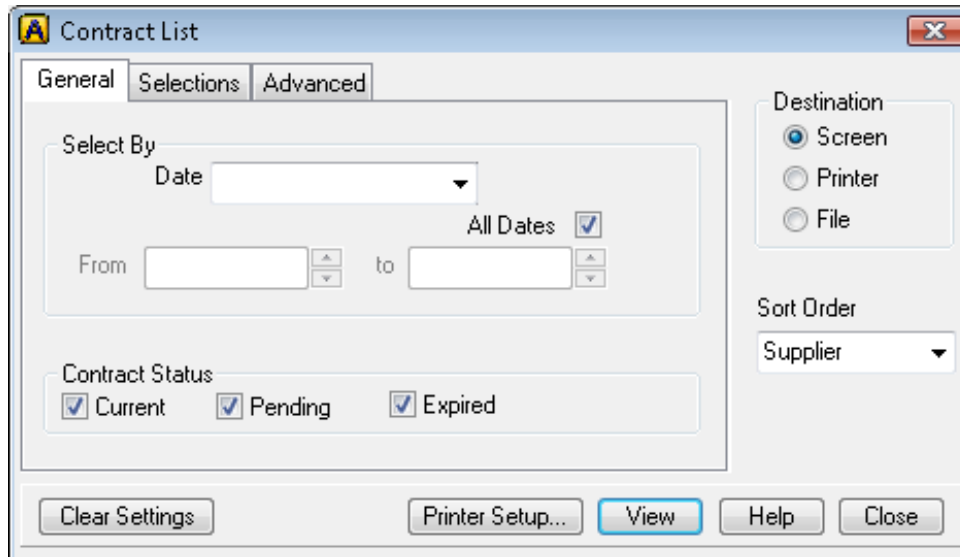 Contract List
General Selections Advanced
Select By
Date
All Dates
From to
Contract Status
Current Pending Expired
Destination
Screen
Printer
File
Sort Order
Supplier
Clear Settings Printer Setup... View Help Close